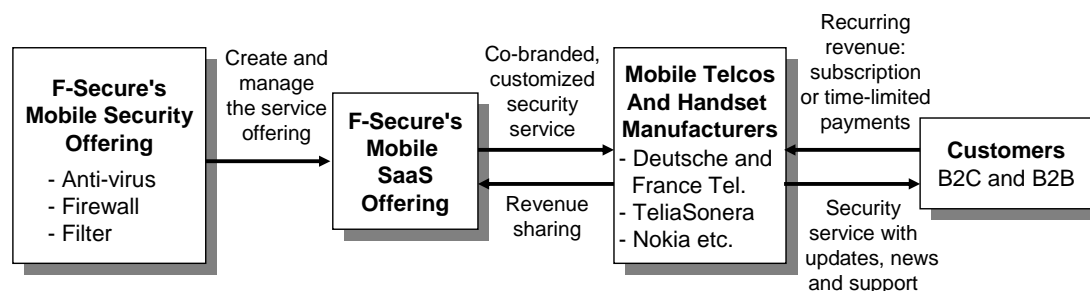 F-Secure's
Mobile Security
Offering
- Anti-virus
- Firewall
- Filter
Create and
manage
the service
offering
F-Secure's
Mobile
SaaS
Offering
Co-branded,
customized
security
service
Revenue
sharing
Mobile Telcos
And Handset
Manufacturers
- Deutsche and
France Tel.
- TeliaSonera
- Nokia etc.
Recurring
revenue:
subscription
or time-limited
payments
Security
service with
updates, news
and support
Customers
B2C and B2B